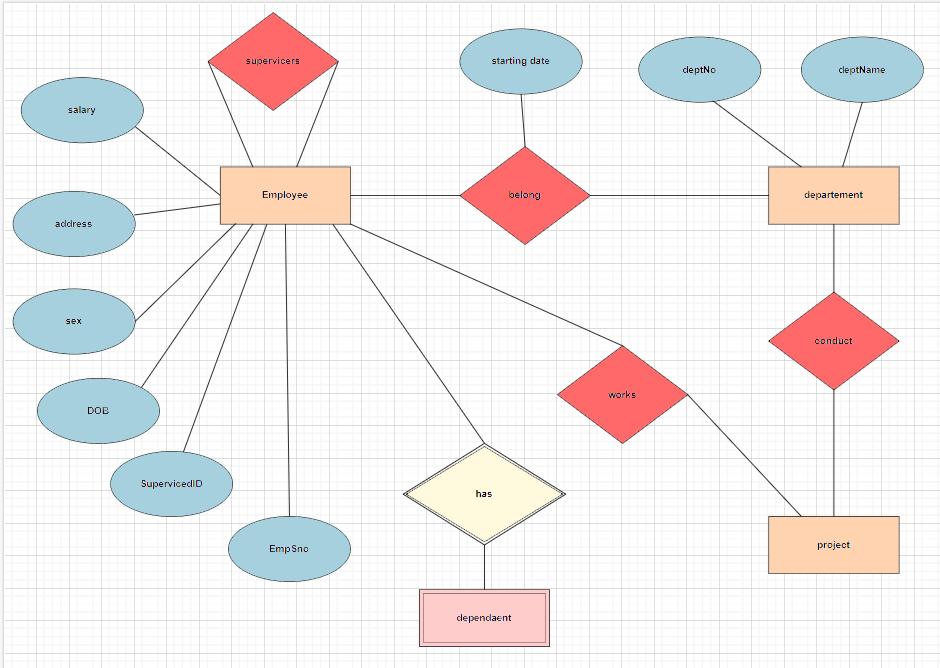 supervicers
starting date
deptNo
deptName
salary
Employee
belong
departement
address
sex
conduct
DOB
works
SupervicedID
has
EmpSno
project
dependaent